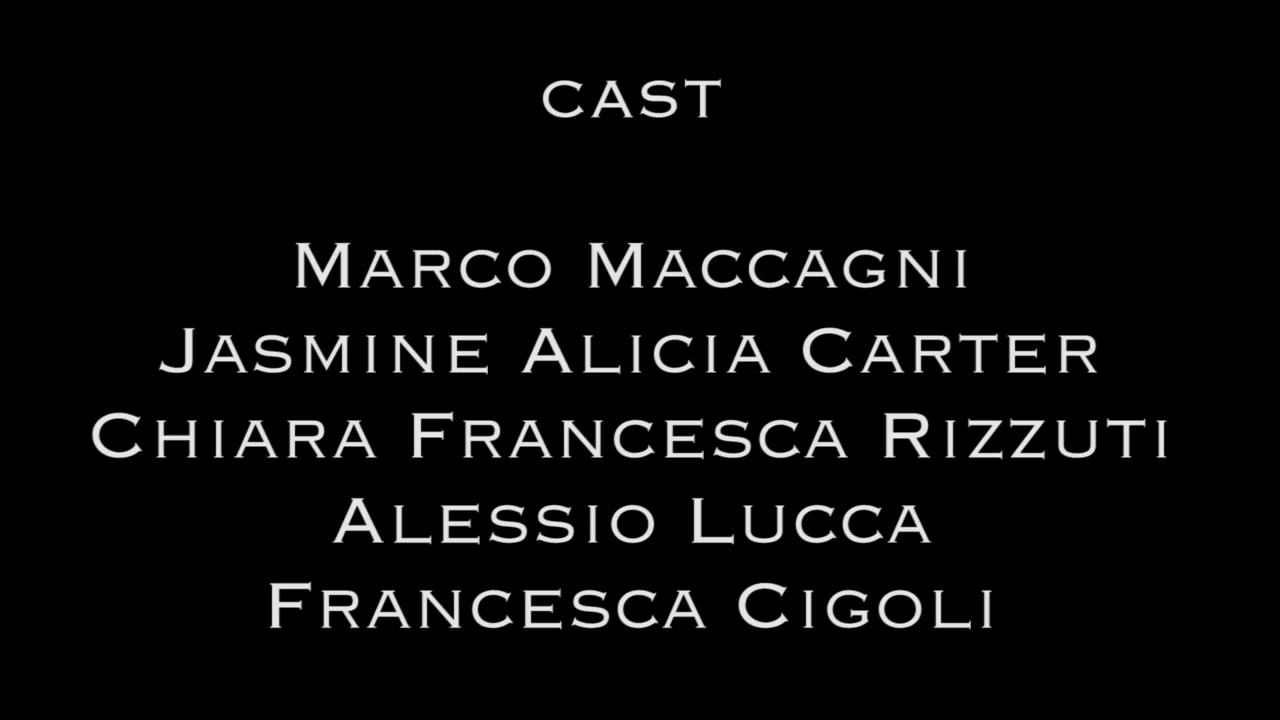 CAST
MARCO MACCAGNI
JASMINE ALICIA CARTER
CHIARA FRANCESCA RIZZUTI
ALESSIO LUCCA
FRANCESCA CIGOLI